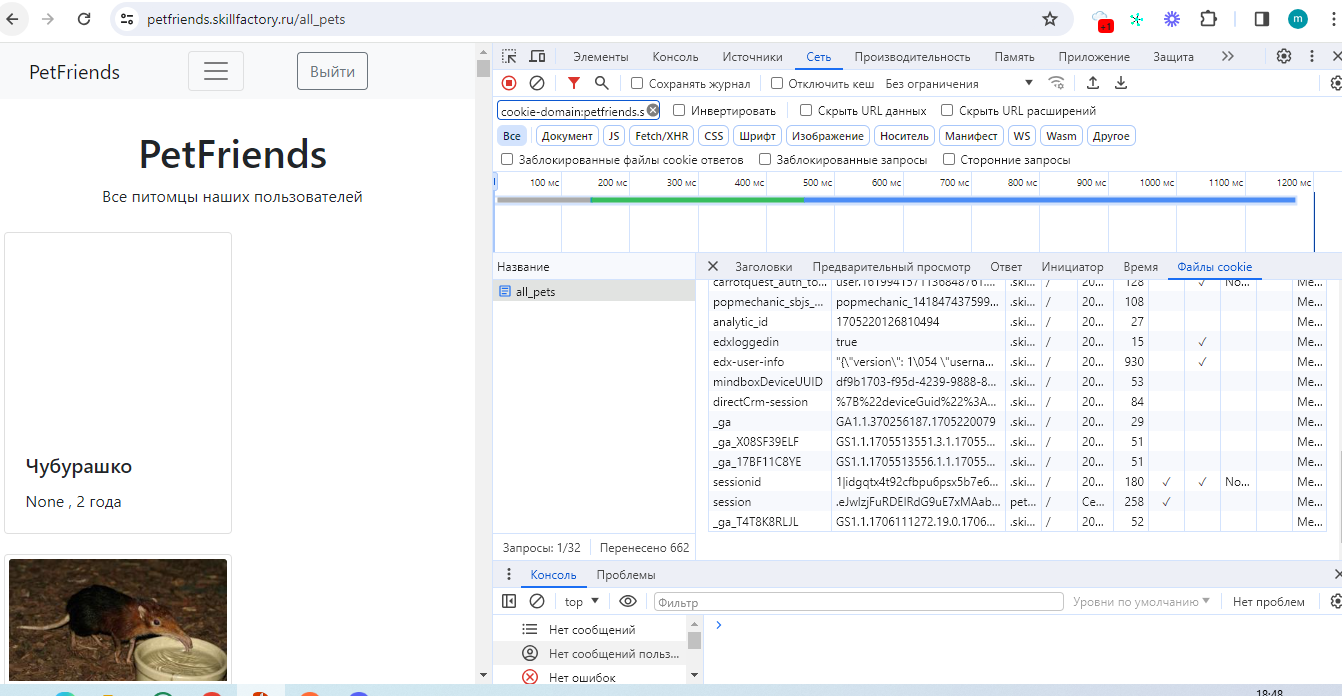 petfriends.skillfactory.ru/all_pets
+1
m
PetFriends
Выйти
PetFriends
Все питомцы наших пользователей
Чубурашко
None , 2 года
Элементы Консоль Источники Сеть Производительность Память Приложение Защита
Сохранять журнал Отключить кеш Без ограничения
cookie-domain:petfriends.s Инвертировать Скрыть URL данных Скрыть URL расширений
Все Документ JS Fetch/XHR CSS Шрифт Изображение Носитель Манифест WS Wasm Другое
Заблокированные файлы cookie ответов Заблокированные запросы Сторонние запросы
100 мс 200 мс 300 мс 400 мс 500 мс 600 мс 700 мс 800 мс 900 мс 1000 мс 1100 мс 1200 мс
Название
all_pets
Запросы: 1/32 Перенесено 662
Заголовки Предварительный просмотр Ответ Инициатор Время Файлы cookie
carrotquest_auth_to... user.1619941571136848761.... .ski... / 20... 128 ✓ No... Me...
popmechanic_sbjs_... popmechanic_141847437599... .ski... / 20... 108 Me...
analytic_id 1705220126810494 .ski... / 20... 27 Me...
edxloggedin true .ski... / 20... 15 ✓ Me...
edx-user-info "{\"version\": 1\054 \"userna... .ski... / 20... 930 ✓ Me...
mindboxDeviceUUID df9b1703-f95d-4239-9888-8... .ski... / 20... 53 Me...
directCrm-session %7B%22deviceGuid%22%3A... .ski... / 20... 84 Me...
_ga GA1.1.370256187.1705220079 .ski... / 20... 29 Me...
_ga_X08SF39ELF GS1.1.1705513551.3.1.17055... .ski... / 20... 51 Me...
_ga_17BF11C8YE GS1.1.1705513556.1.1.17055... .ski... / 20... 51 Me...
sessionid 1|idgqtx4t92cfbpu6psx5b7e6... .ski... / 20... 180 ✓ ✓ No... Me...
session .eJwlzjFuRDEIRdG9uE7xMAab... pet... / Се... 258 ✓ Me...
_ga_T4T8K8RLJL GS1.1.1706111272.19.0.1706... .ski... / 20... 52 Me...
Консоль Проблемы
top Фильтр Уровни по умолчанию Нет проблем
Нет сообщений
Нет сообщений польз...
Нет ошибок
18:48